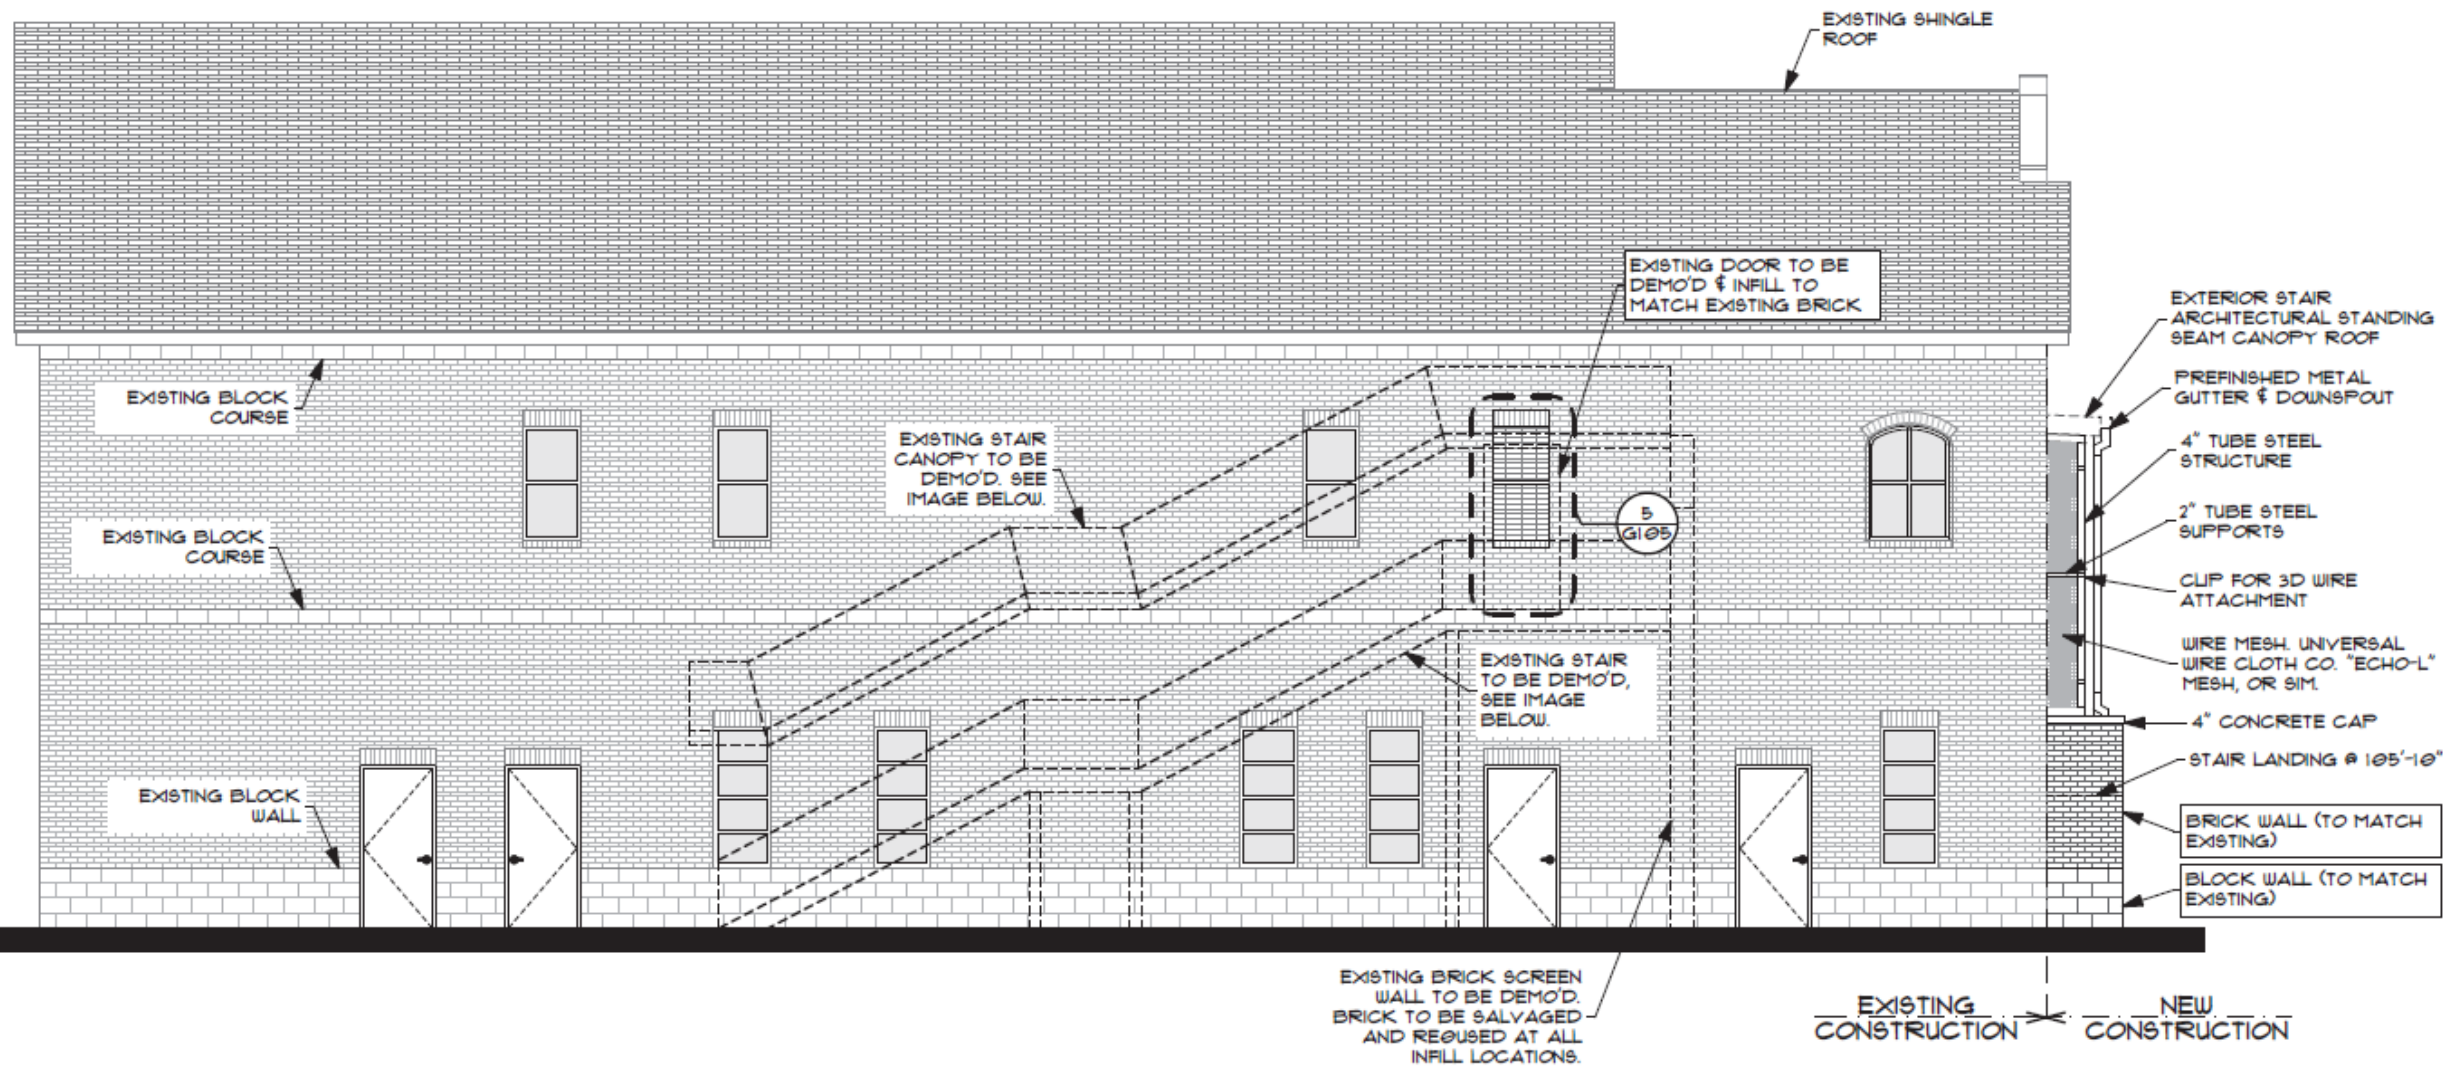 EXISTING SHINGLE
ROOF
EXISTING DOOR TO BE
DEMO'D & INFILL TO
MATCH EXISTING BRICK
EXTERIOR STAIR
ARCHITECTURAL STANDING
SEAM CANOPY ROOF
PREFINISHED METAL
GUTTER & DOWNSPOUT
EXISTING BLOCK
COURSE
EXISTING STAIR
CANOPY TO BE
DEMO'D. SEE
IMAGE BELOW.
4" TUBE STEEL
STRUCTURE
5
G105
2" TUBE STEEL
SUPPORTS
EXISTING BLOCK
COURSE
CLIP FOR 3D WIRE
ATTACHMENT
WIRE MESH. UNIVERSAL
WIRE CLOTH CO. "ECHO-L"
MESH, OR SIM.
EXISTING STAIR
TO BE DEMO'D,
SEE IMAGE
BELOW.
4" CONCRETE CAP
STAIR LANDING @ 105'-10"
EXISTING BLOCK
WALL
BRICK WALL (TO MATCH
EXISTING)
BLOCK WALL (TO MATCH
EXISTING)
EXISTING BRICK SCREEN
WALL TO BE DEMO'D.
BRICK TO BE SALVAGED
AND REUSED AT ALL
INFILL LOCATIONS.
EXISTING
CONSTRUCTION
NEW
CONSTRUCTION